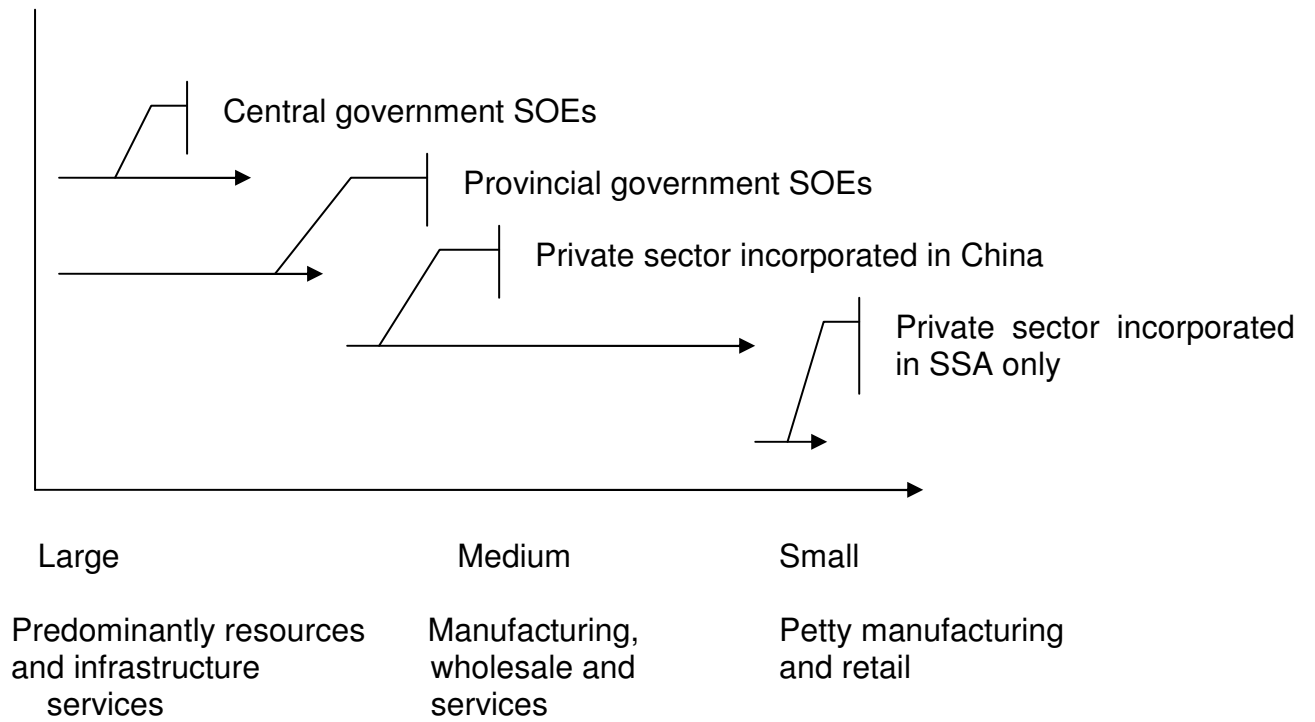 Central government SOEs
Provincial government SOEs
Private sector incorporated in China
Private sector incorporated
in SSA only
Large
Medium
Small
Predominantly resources
and infrastructure
services
Manufacturing,
wholesale and
services
Petty manufacturing
and retail